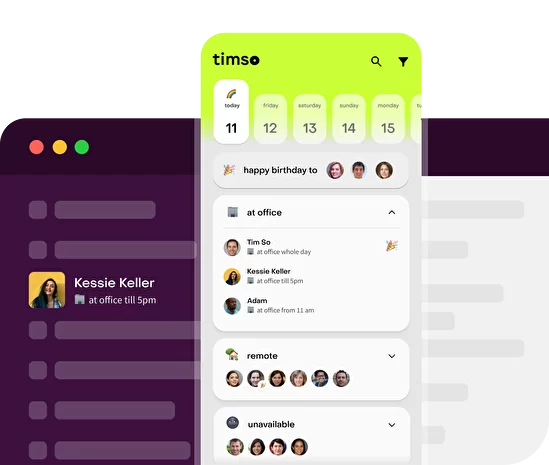 timso
today
friday
saturday
sunday
monday
tu
11
12
13
14
15
happy birthday to
at office
Tim So
at office whole day
Kessie Keller
at office till 5pm
Adam
at office from 11 am
remote
unavailable
Kessie Keller
at office till 5pm